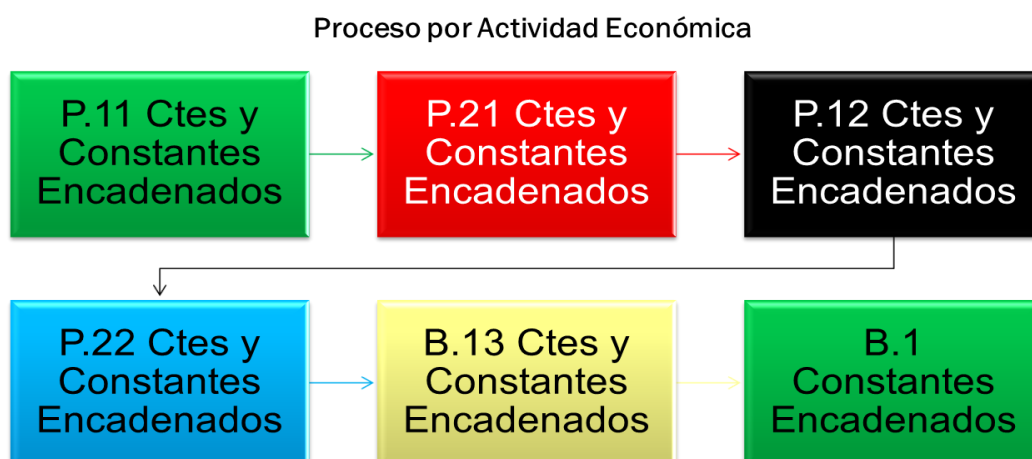 Proceso por Actividad Económica
P.11 Ctes y
Constantes
Encadenados
P.21 Ctes y
Constantes
Encadenados
P.12 Ctes y
Constantes
Encadenados
P.22 Ctes y
Constantes
Encadenados
B.13 Ctes y
Constantes
Encadenados
B.1
Constantes
Encadenados